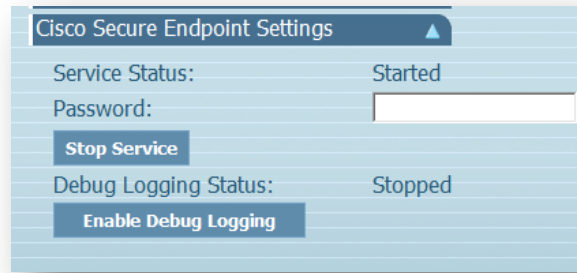 Cisco Secure Endpoint Settings
Service Status: Started
Password:
Stop Service
Debug Logging Status: Stopped
Enable Debug Logging